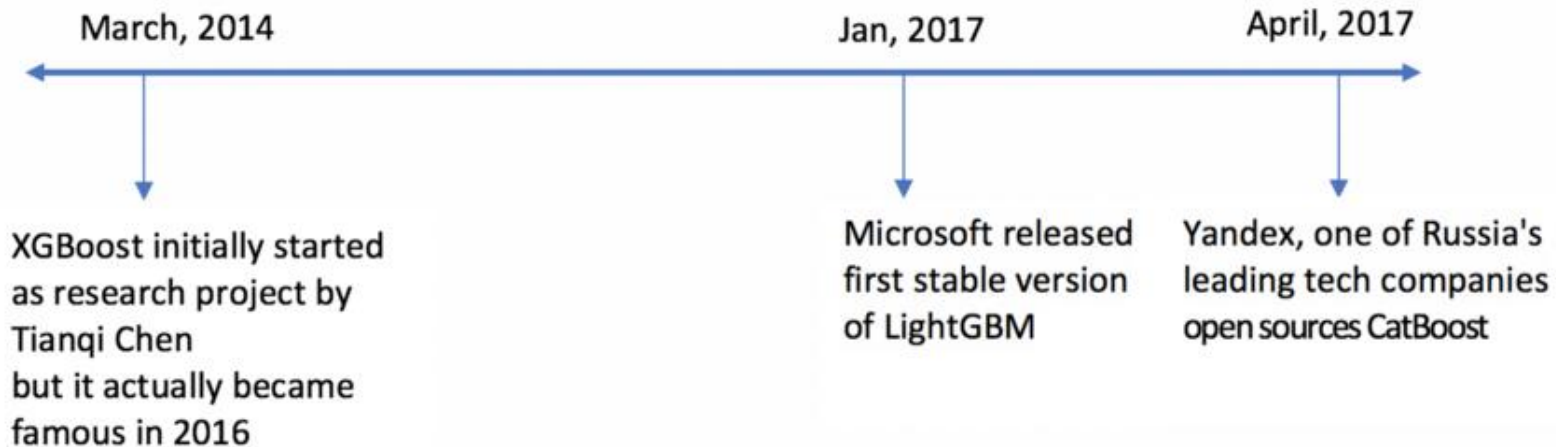 March, 2014
Jan, 2017
April, 2017
XGBoost initially started
as research project by
Tianqi Chen
but it actually became
famous in 2016
Microsoft released
first stable version
of LightGBM
Yandex, one of Russia's
leading tech companies
open sources CatBoost